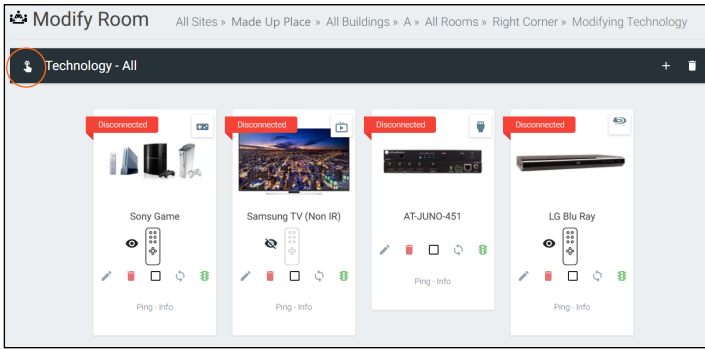 Modify Room
All Sites » Made Up Place » All Buildings » A » All Rooms » Right Corner » Modifying Technology
Technology - All
Disconnected
Disconnected
Disconnected
Disconnected
Sony Game
Samsung TV (Non IR)
AT-JUNO-451
LG Blu Ray
Ping - Info
Ping - Info
Ping - Info
Ping - Info